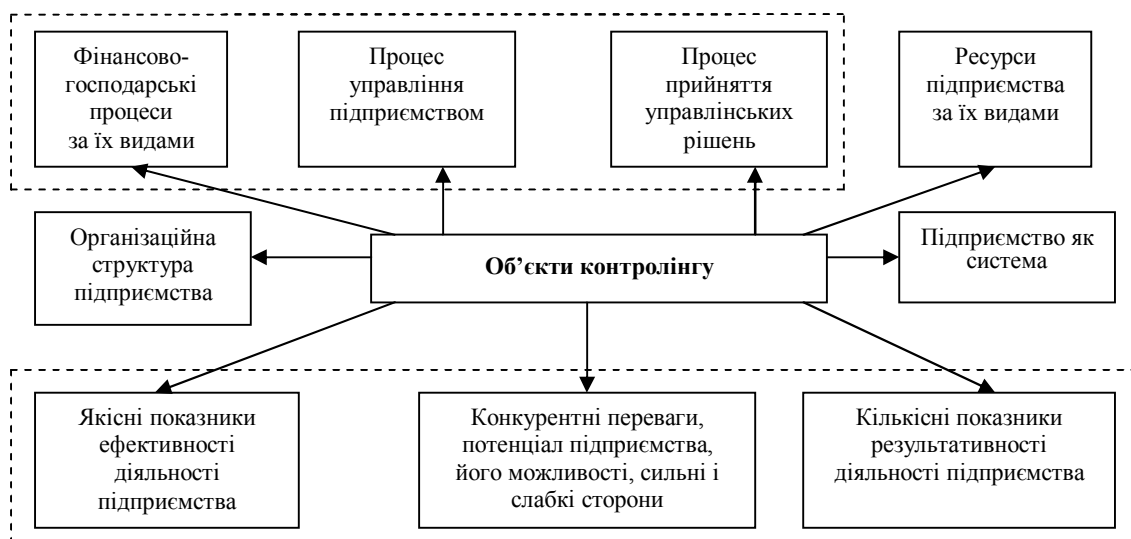 Фінансово-
господарські
процеси
за їх видами
Процес
управління
підприємством
Процес
прийняття
управлінських
рішень
Ресурси
підприємства
за їх видами
Організаційна
структура
підприємства
Об’єкти контролінгу
Підприємство як
система
Якісні показники
ефективності
діяльності
підприємства
Конкурентні переваги,
потенціал підприємства,
його можливості, сильні і
слабкі сторони
Кількісні показники
результативності
діяльності підприємства